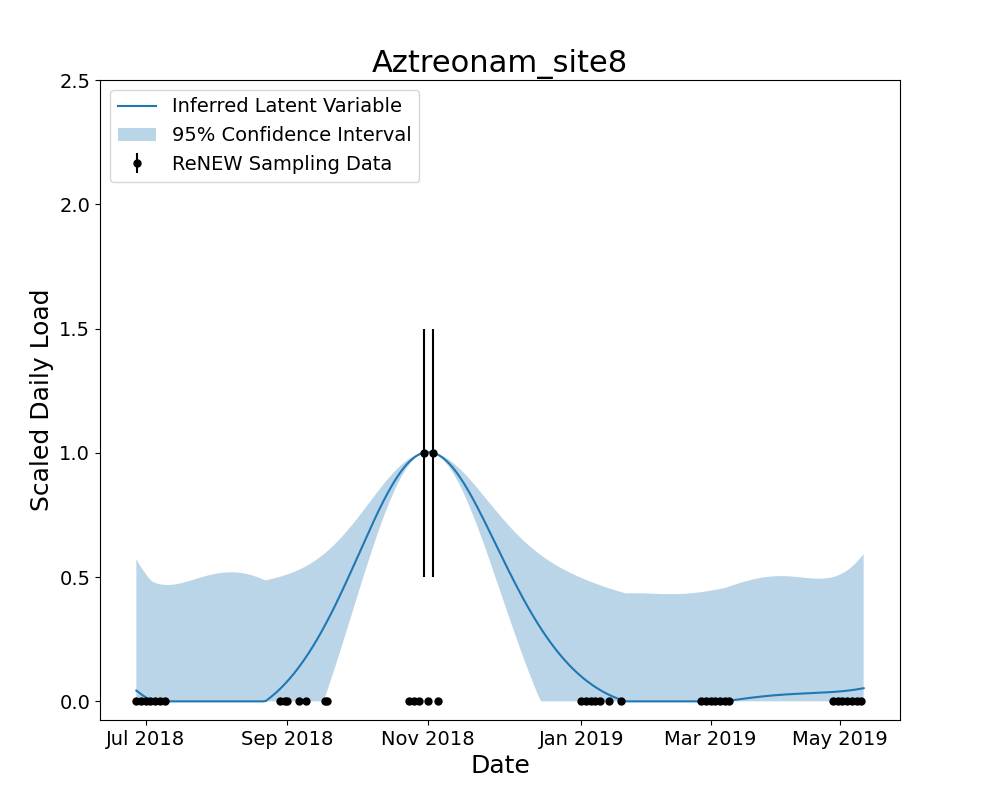 Aztreonam_site8
2.5
Inferred Latent Variable
95% Confidence Interval
ReNEW Sampling Data
2.0
1.5
1.0
0.5
0.0
Scaled Daily Load
Jul 2018 Sep 2018 Nov 2018 Jan 2019 Mar 2019 May 2019
Date